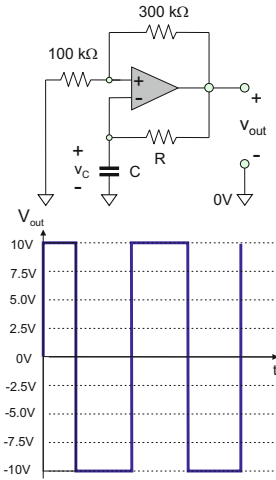 300 kΩ
100 kΩ
+
-
+
v_C
-
C
R
+
v_out
-
0V
V_out
10V
7.5V
5.0V
2.5V
0V
t
-2.5V
-5.0V
-7.5V
-10V